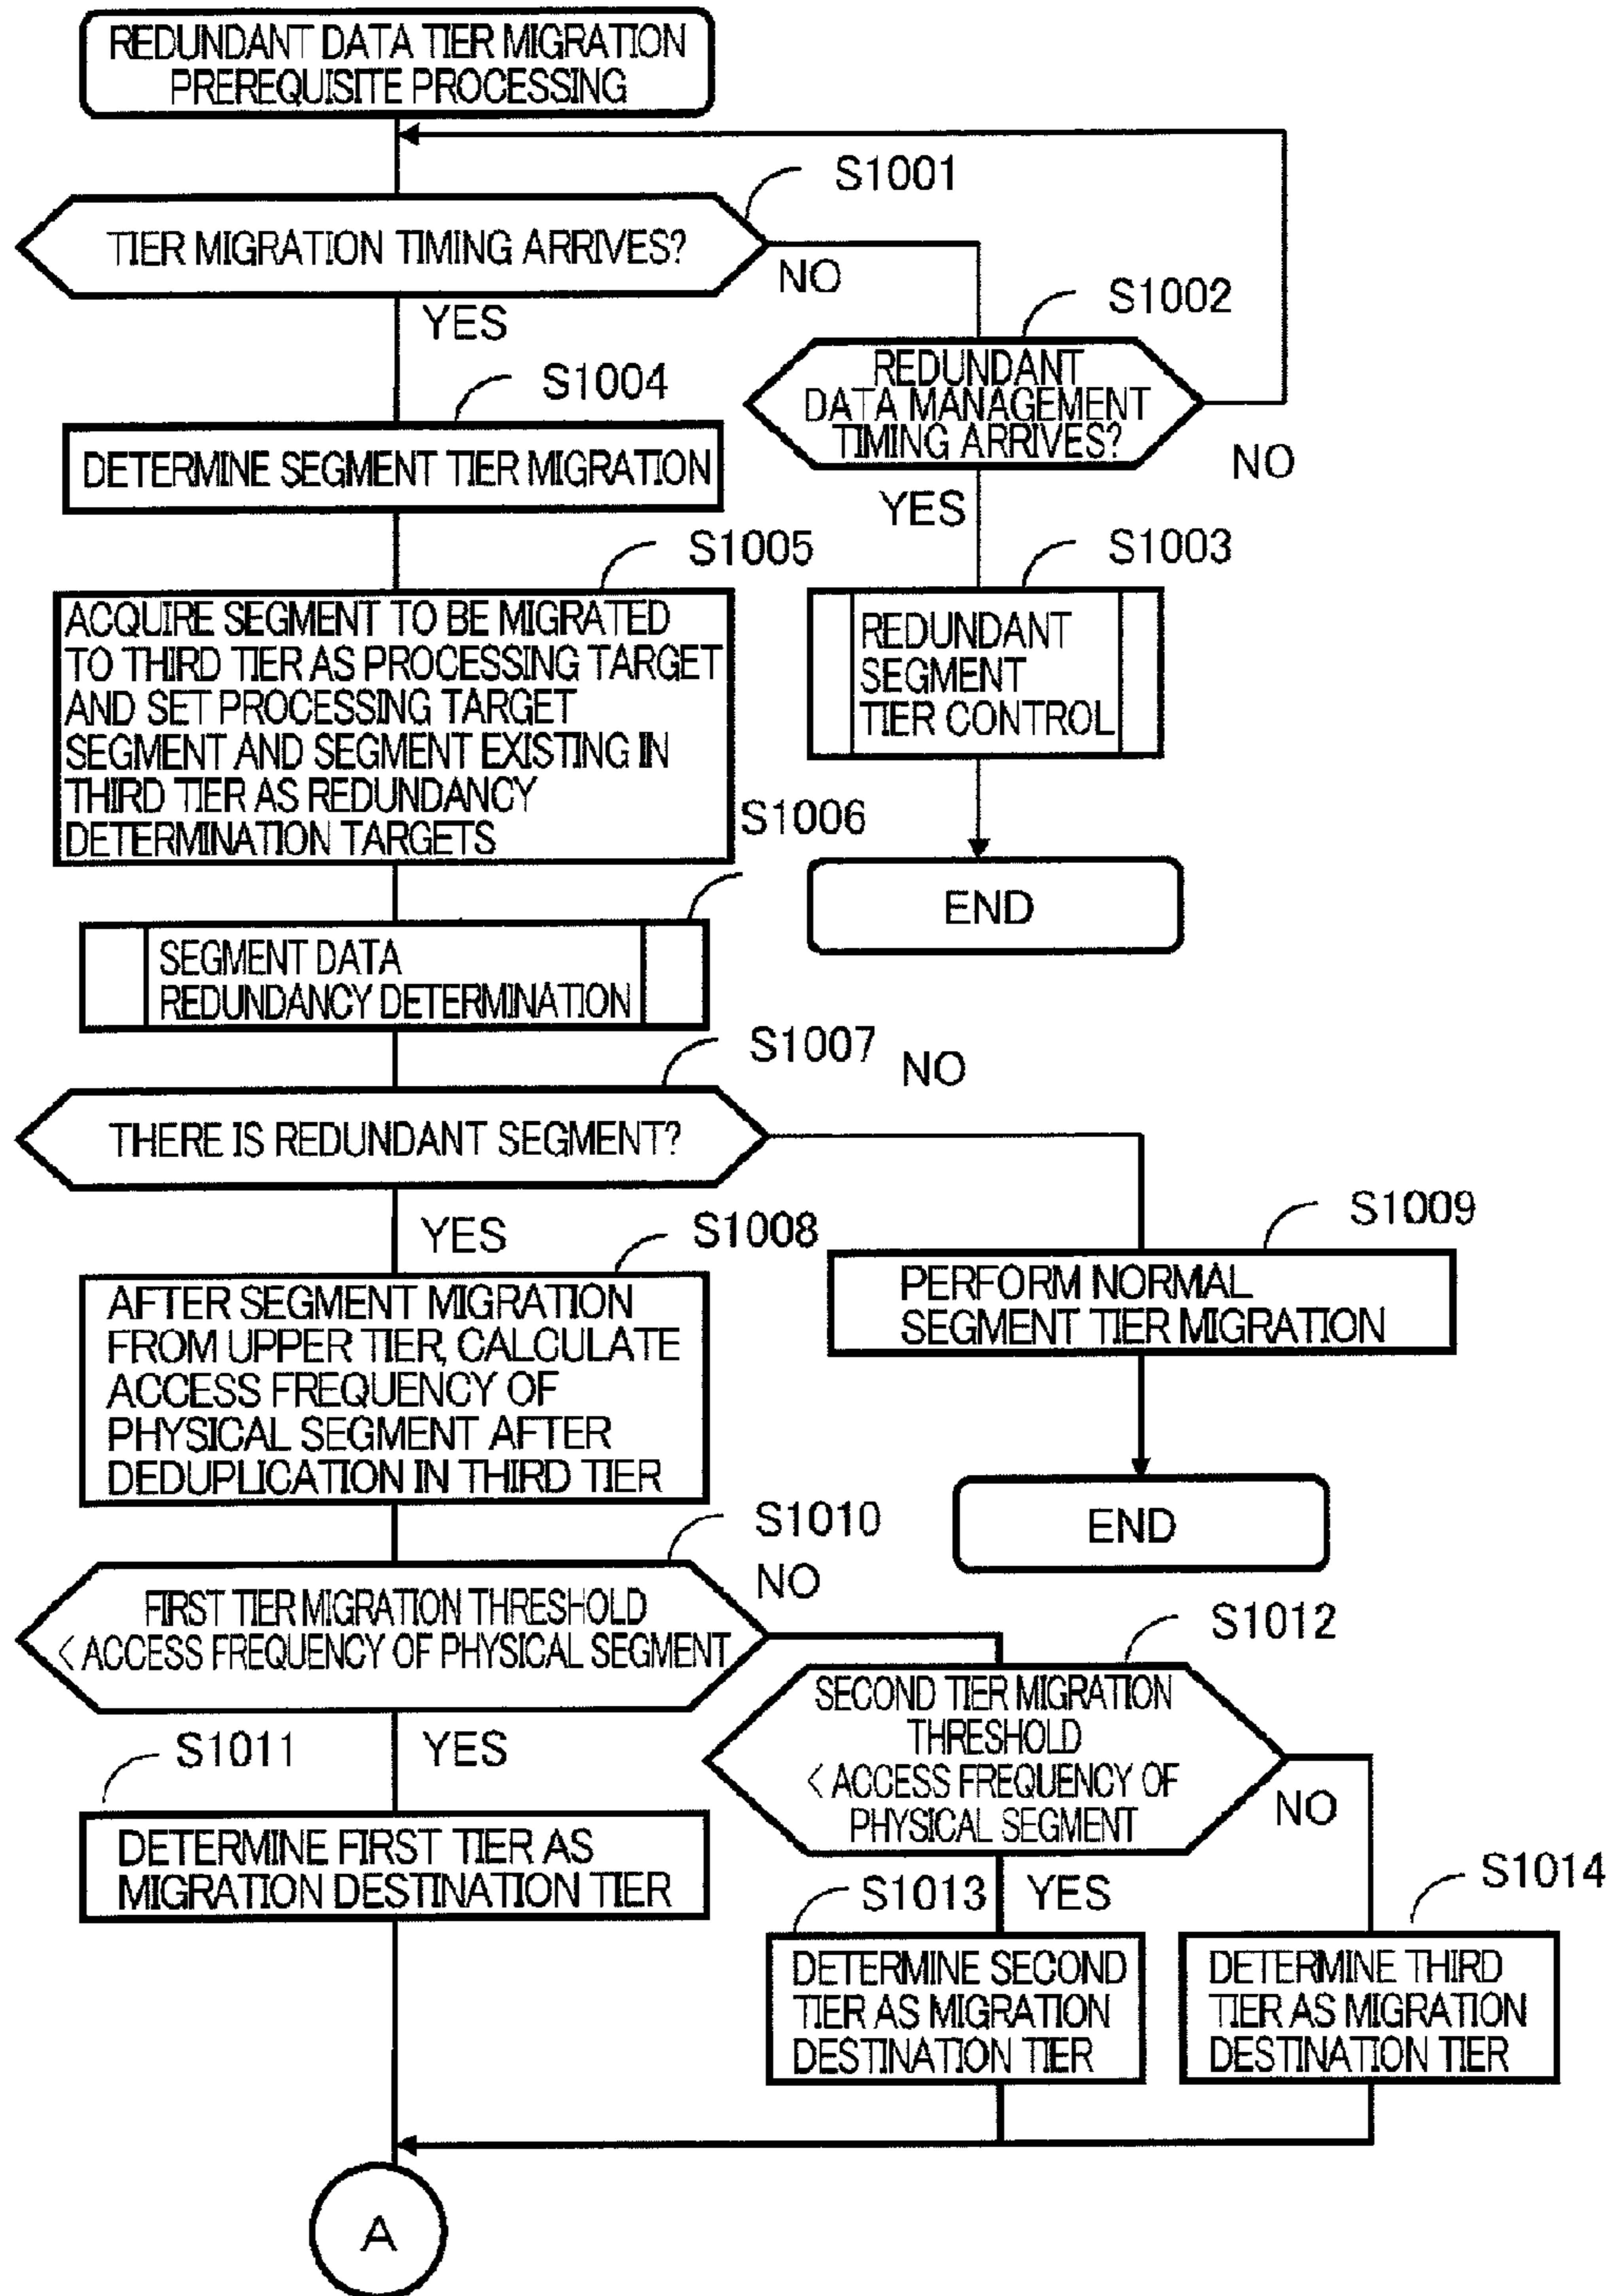 REDUNDANT DATA TIER MIGRATION
PREREQUISITE PROCESSING
S1001
TIER MIGRATION TIMING ARRIVES?
NO
YES
S1002
REDUNDANT
DATA MANAGEMENT
TIMING ARRIVES?
NO
YES
S1004
DETERMINE SEGMENT TIER MIGRATION
S1003
REDUNDANT
SEGMENT
TIER CONTROL
END
S1005
ACQUIRE SEGMENT TO BE MIGRATED
TO THIRD TIER AS PROCESSING TARGET
AND SET PROCESSING TARGET
SEGMENT AND SEGMENT EXISTING IN
THIRD TIER AS REDUNDANCY
DETERMINATION TARGETS
S1006
SEGMENT DATA
REDUNDANCY DETERMINATION
S1007
NO
THERE IS REDUNDANT SEGMENT?
YES
S1008
AFTER SEGMENT MIGRATION
FROM UPPER TIER, CALCULATE
ACCESS FREQUENCY OF
PHYSICAL SEGMENT AFTER
DEDUPLICATION IN THIRD TIER
S1009
PERFORM NORMAL
SEGMENT TIER MIGRATION
END
S1010
NO
FIRST TIER MIGRATION THRESHOLD
< ACCESS FREQUENCY OF PHYSICAL SEGMENT
YES
S1011
DETERMINE FIRST TIER AS
MIGRATION DESTINATION TIER
S1012
SECOND TIER MIGRATION
THRESHOLD
< ACCESS FREQUENCY OF
PHYSICAL SEGMENT
NO
YES
S1013
DETERMINE SECOND
TIER AS MIGRATION
DESTINATION TIER
S1014
DETERMINE THIRD
TIER AS MIGRATION
DESTINATION TIER
A